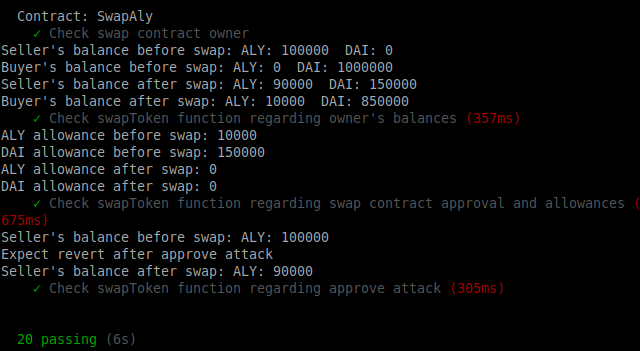 Contract: SwapAly
✓ Check swap contract owner
Seller's balance before swap: ALY: 100000  DAI: 0
Buyer's balance before swap: ALY: 0  DAI: 1000000
Seller's balance after swap: ALY: 90000  DAI: 150000
Buyer's balance after swap: ALY: 10000  DAI: 850000
✓ Check swapToken function regarding owner's balances (357ms)
ALY allowance before swap: 10000
DAI allowance before swap: 150000
ALY allowance after swap: 0
DAI allowance after swap: 0
✓ Check swapToken function regarding swap contract approval and allowances (
675ms)
Seller's balance before swap: ALY: 100000
Expect revert after approve attack
Seller's balance after swap: ALY: 90000
✓ Check swapToken function regarding approve attack (305ms)
20 passing (6s)